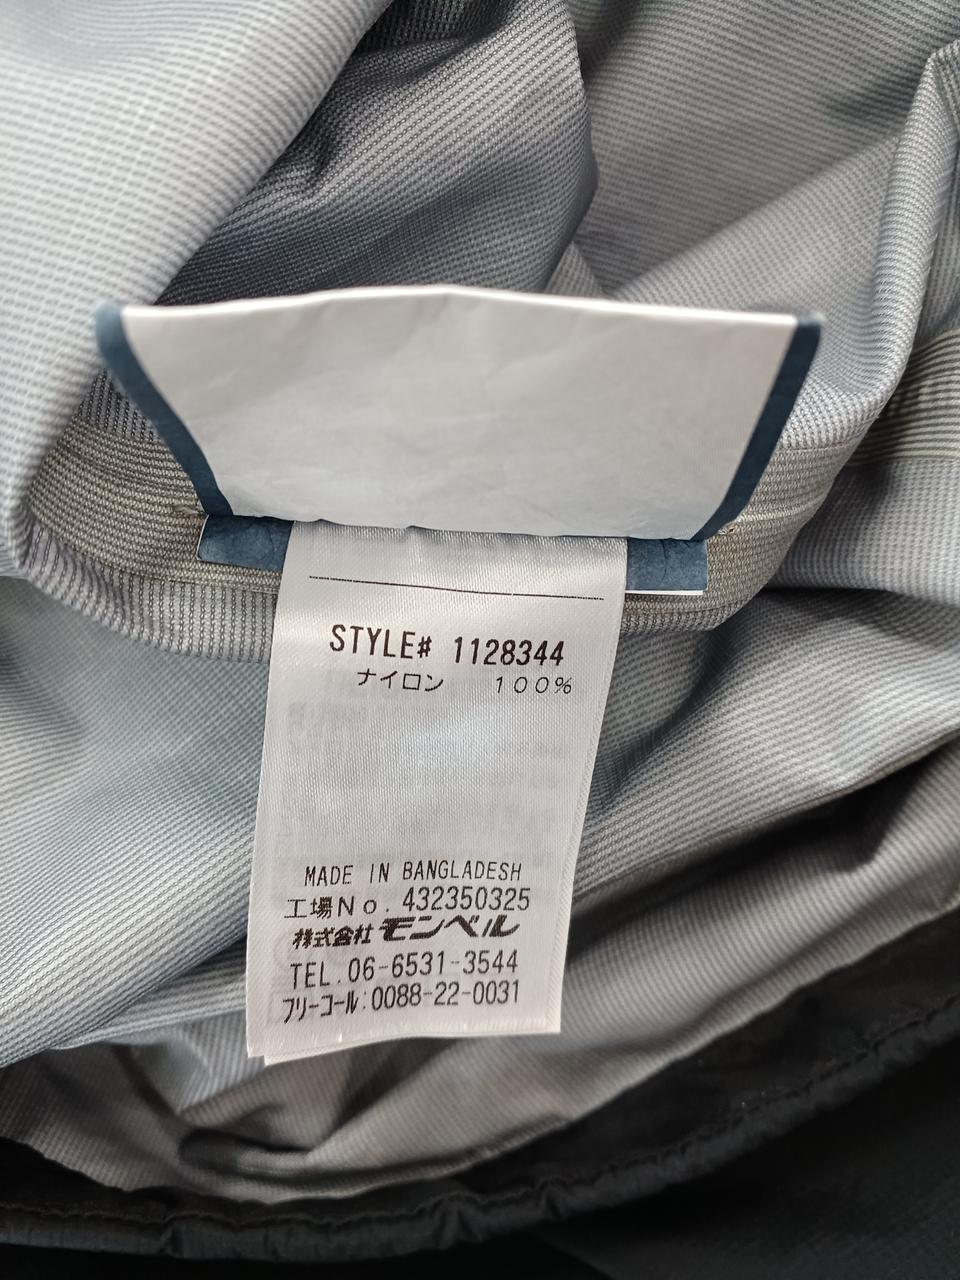 STYLE# 1128344
ナイロン 100%
MADE IN BANGLADESH
工場No. 432350325
株式会社モンベル
TEL.06-6531-3544
フリーコール:0088-22-0031